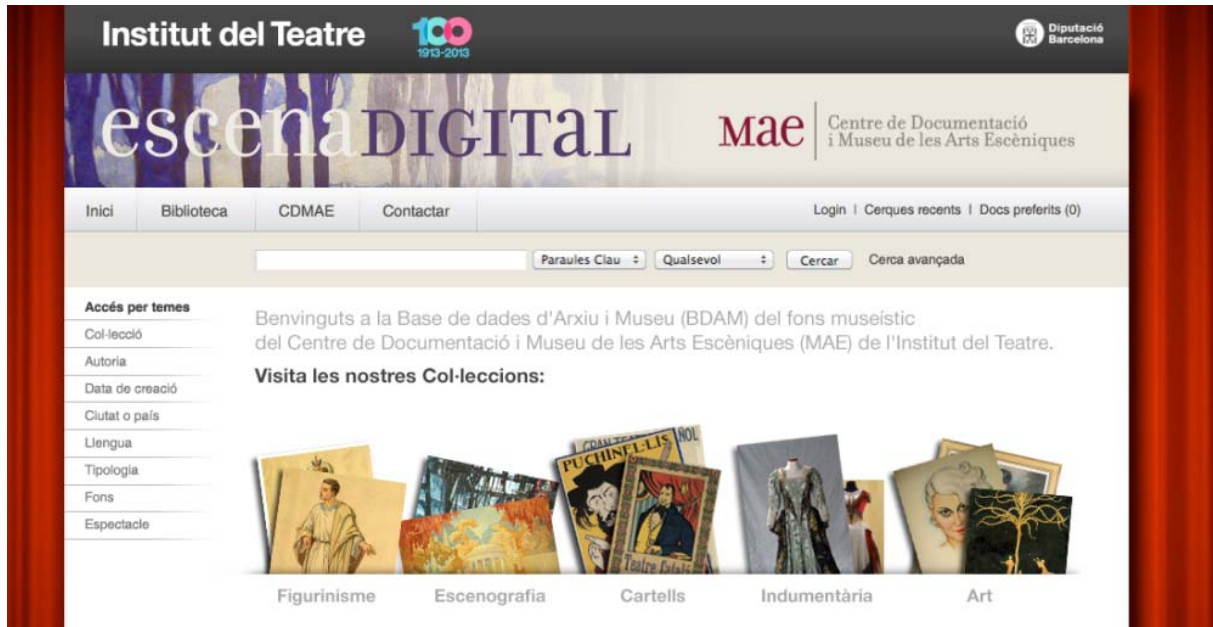 Institut del Teatre
100
1913-2013
Diputació
Barcelona
escenaDIGITaL
Mae
Centre de Documentació
i Museu de les Arts Escèniques
Inici Biblioteca CDMAE Contactar
Login | Cerques recents | Docs preferits (0)
Paraules Clau Qualsevol Cercar Cerca avançada
Accés per temes
Col·lecció
Autoria
Data de creació
Ciutat o país
Llengua
Tipologia
Fons
Espectacle
Benvinguts a la Base de dades d'Arxiu i Museu (BDAM) del fons museístic
del Centre de Documentació i Museu de les Arts Escèniques (MAE) de l'Institut del Teatre.
Visita les nostres Col·leccions:
PUCHINEL·LIS
Teatre Català
Figurinisme Escenografia Cartells Indumentària Art